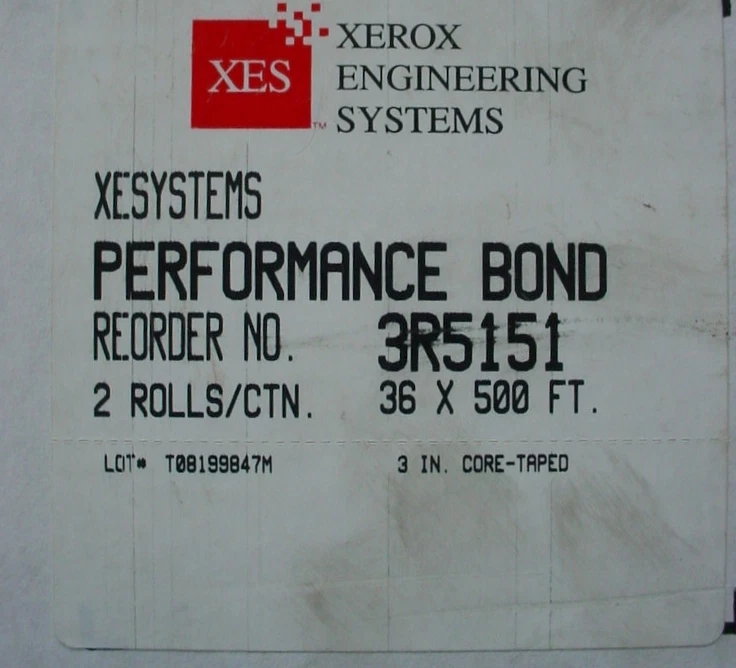 XES
TM
XEROX
ENGINEERING
SYSTEMS
XESYSTEMS
PERFORMANCE BOND
REORDER NO. 3R5151
2 ROLLS/CTN. 36 X 500 FT.
LOT# T08199847M 3 IN. CORE-TAPED